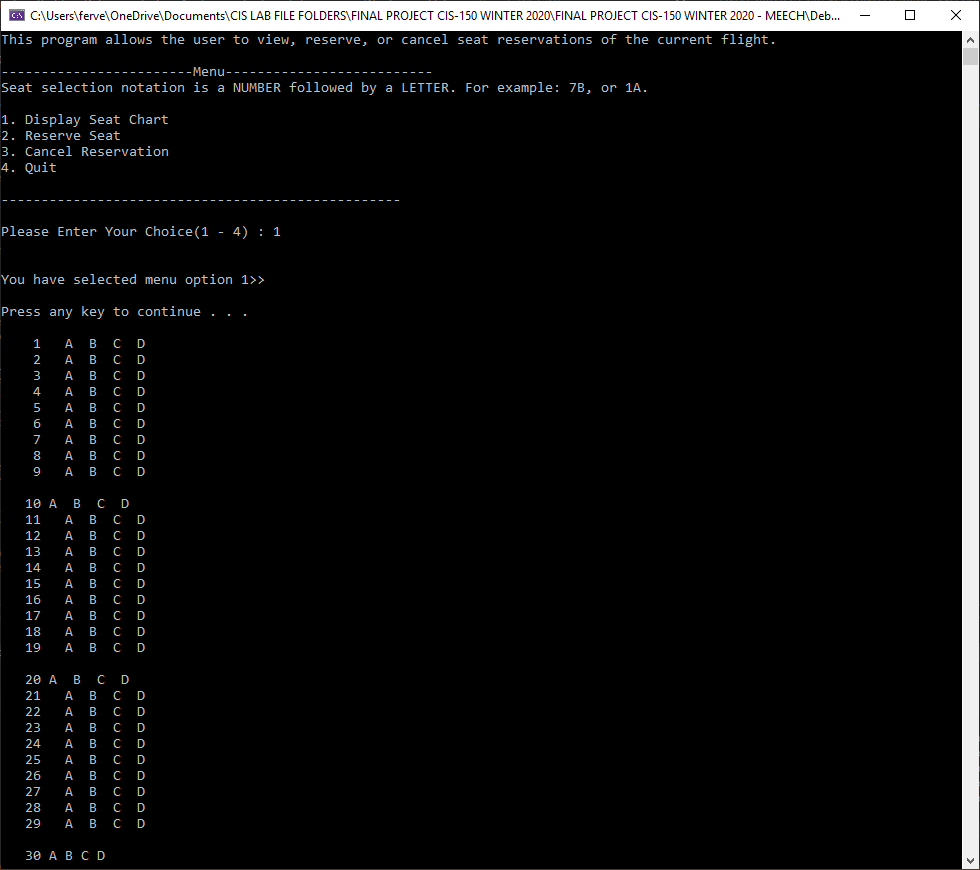 C:\Users\ferve\OneDrive\Documents\CIS LAB FILE FOLDERS\FINAL PROJECT CIS-150 WINTER 2020\FINAL PROJECT CIS-150 WINTER 2020 - MEECH\Deb...
This program allows the user to view, reserve, or cancel seat reservations of the current flight.
------------------------Menu--------------------------
Seat selection notation is a NUMBER followed by a LETTER. For example: 7B, or 1A.
1. Display Seat Chart
2. Reserve Seat
3. Cancel Reservation
4. Quit
--------------------------------------------------
Please Enter Your Choice(1 - 4) : 1
You have selected menu option 1>>
Press any key to continue . . .
1 A B C D
2 A B C D
3 A B C D
4 A B C D
5 A B C D
6 A B C D
7 A B C D
8 A B C D
9 A B C D
10 A B C D
11 A B C D
12 A B C D
13 A B C D
14 A B C D
15 A B C D
16 A B C D
17 A B C D
18 A B C D
19 A B C D
20 A B C D
21 A B C D
22 A B C D
23 A B C D
24 A B C D
25 A B C D
26 A B C D
27 A B C D
28 A B C D
29 A B C D
30 A B C D